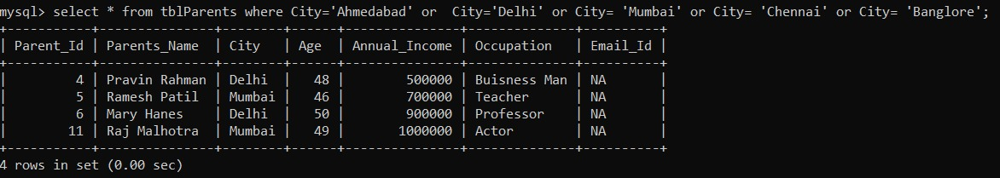 mysql> select * from tblParents where City='Ahmedabad' or  City='Delhi' or City= 'Mumbai' or City= 'Chennai' or City= 'Banglore';
+-----------+---------------+--------+------+---------------+--------------+----------+
| Parent_Id | Parents_Name  | City   | Age  | Annual_Income | Occupation   | Email_Id |
+-----------+---------------+--------+------+---------------+--------------+----------+
|         4 | Pravin Rahman | Delhi  |   48 |        500000 | Buisness Man | NA       |
|         5 | Ramesh Patil  | Mumbai |   46 |        700000 | Teacher      | NA       |
|         6 | Mary Hanes    | Delhi  |   50 |        900000 | Professor    | NA       |
|        11 | Raj Malhotra  | Mumbai |   49 |       1000000 | Actor        | NA       |
+-----------+---------------+--------+------+---------------+--------------+----------+
4 rows in set (0.00 sec)